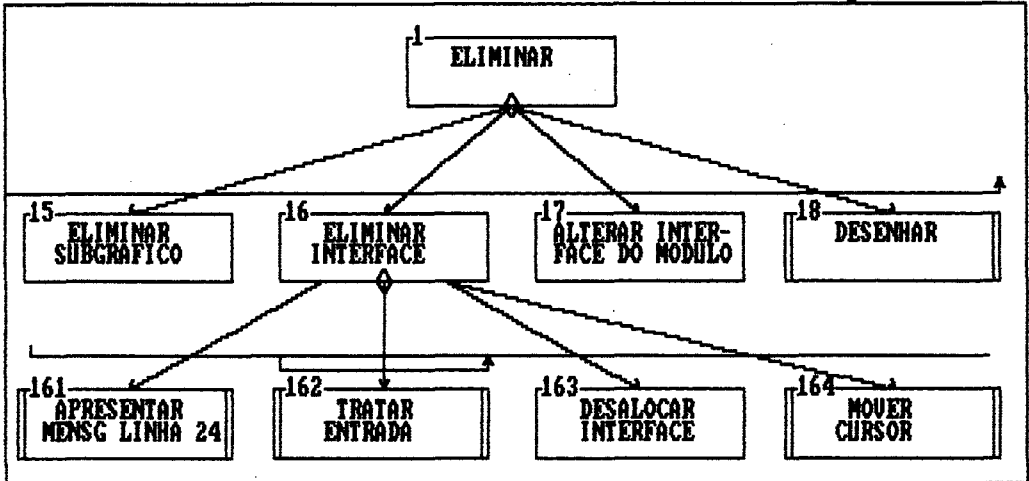 1
ELIMINAR
15
ELIMINAR
SUBGRAFICO
16
ELIMINAR
INTERFACE
17
ALTERAR INTER-
FACE DO MODULO
18
DESENHAR
161
APRESENTAR
MENSG LINHA 24
162
TRATAR
ENTRADA
163
DESALOCAR
INTERFACE
164
MOVER
CURSOR